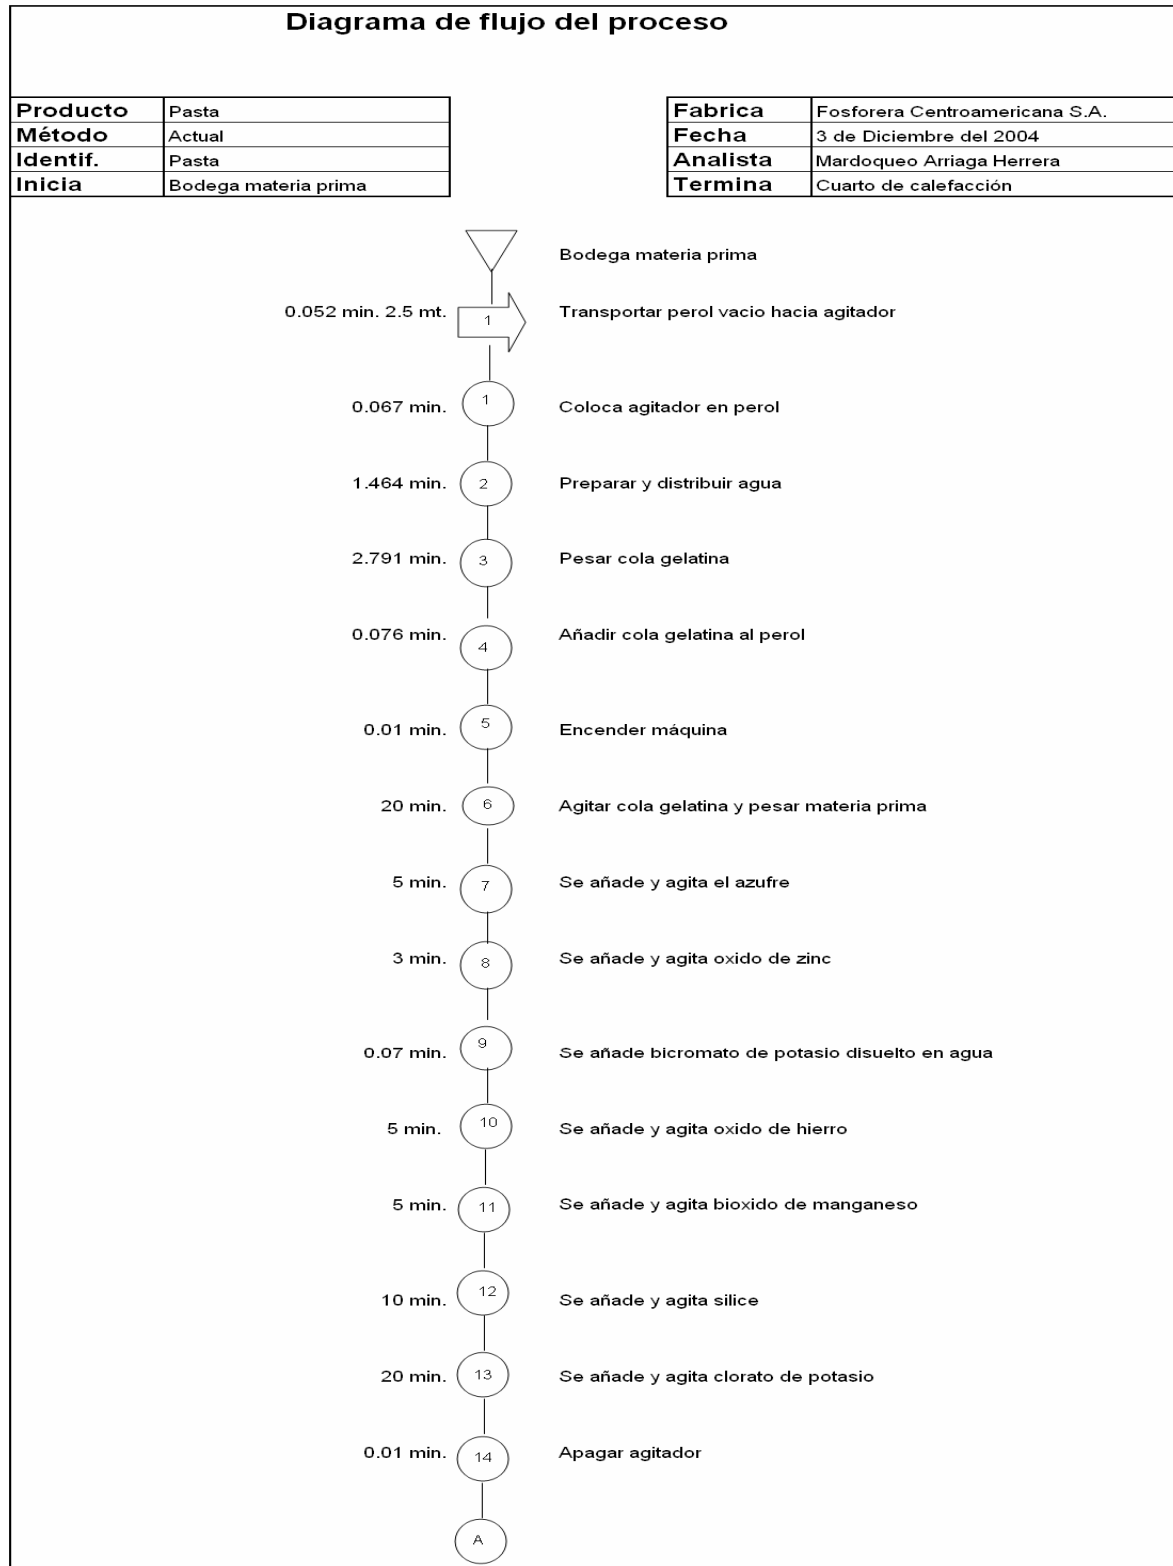 Diagrama de flujo del proceso
Producto Pasta
Método Actual
Identif. Pasta
Inicia Bodega materia prima
Fabrica Fosforera Centroamericana S.A.
Fecha 3 de Diciembre del 2004
Analista Mardoqueo Arriaga Herrera
Termina Cuarto de calefacción
Bodega materia prima
0.052 min. 2.5 mt. 1 Transportar perol vacio hacia agitador
0.067 min. 1 Coloca agitador en perol
1.464 min. 2 Preparar y distribuir agua
2.791 min. 3 Pesar cola gelatina
0.076 min. 4 Añadir cola gelatina al perol
0.01 min. 5 Encender máquina
20 min. 6 Agitar cola gelatina y pesar materia prima
5 min. 7 Se añade y agita el azufre
3 min. 8 Se añade y agita oxido de zinc
0.07 min. 9 Se añade bicromato de potasio disuelto en agua
5 min. 10 Se añade y agita oxido de hierro
5 min. 11 Se añade y agita bioxido de manganeso
10 min. 12 Se añade y agita silice
20 min. 13 Se añade y agita clorato de potasio
0.01 min. 14 Apagar agitador
A